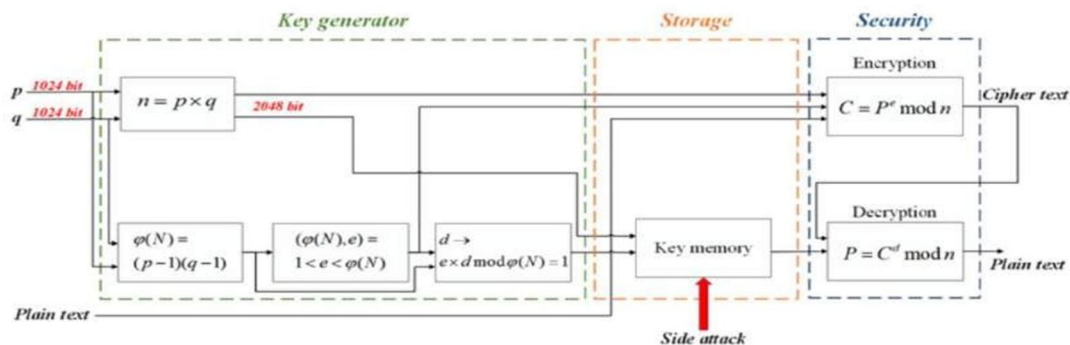 Key generator
Storage
Security
Encryption
p 1024 bit
q 1024 bit
n = p × q
2048 bit
C = P^e mod n
Cipher text
φ(N) =
(p−1)(q−1)
(φ(N),e) =
1 < e < φ(N)
d →
e × d mod φ(N) = 1
Key memory
Decryption
P = C^d mod n
Plain text
Plain text
Side attack